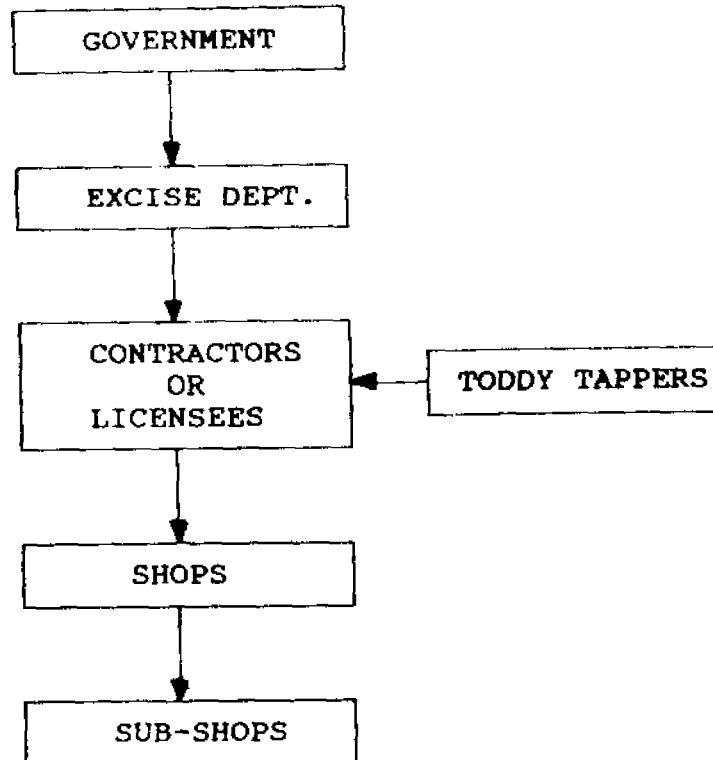 GOVERNMENT
EXCISE DEPT.
CONTRACTORS
OR
LICENSEES
TODDY TAPPERS
SHOPS
SUB-SHOPS